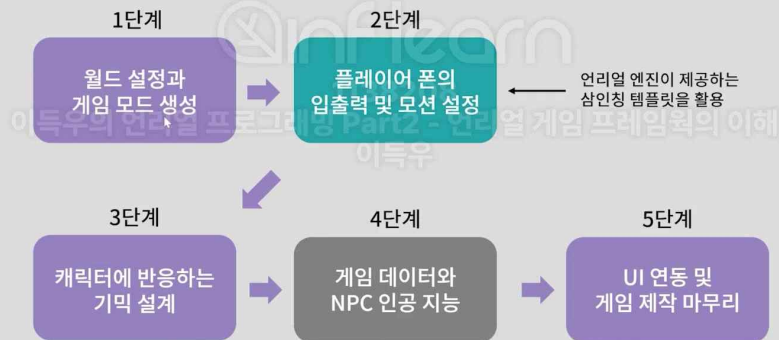 1단계
2단계
inflearn
월드 설정과
게임 모드 생성
플레이어 폰의
입출력 및 모션 설정
언리얼 엔진이 제공하는
삼인칭 템플릿을 활용
이득우의 언리얼 프로그래밍 Part2 - 언리얼 게임 프레임웍의 이해
이득우
3단계
4단계
5단계
캐릭터에 반응하는
기믹 설계
게임 데이터와
NPC 인공 지능
UI 연동 및
게임 제작 마무리